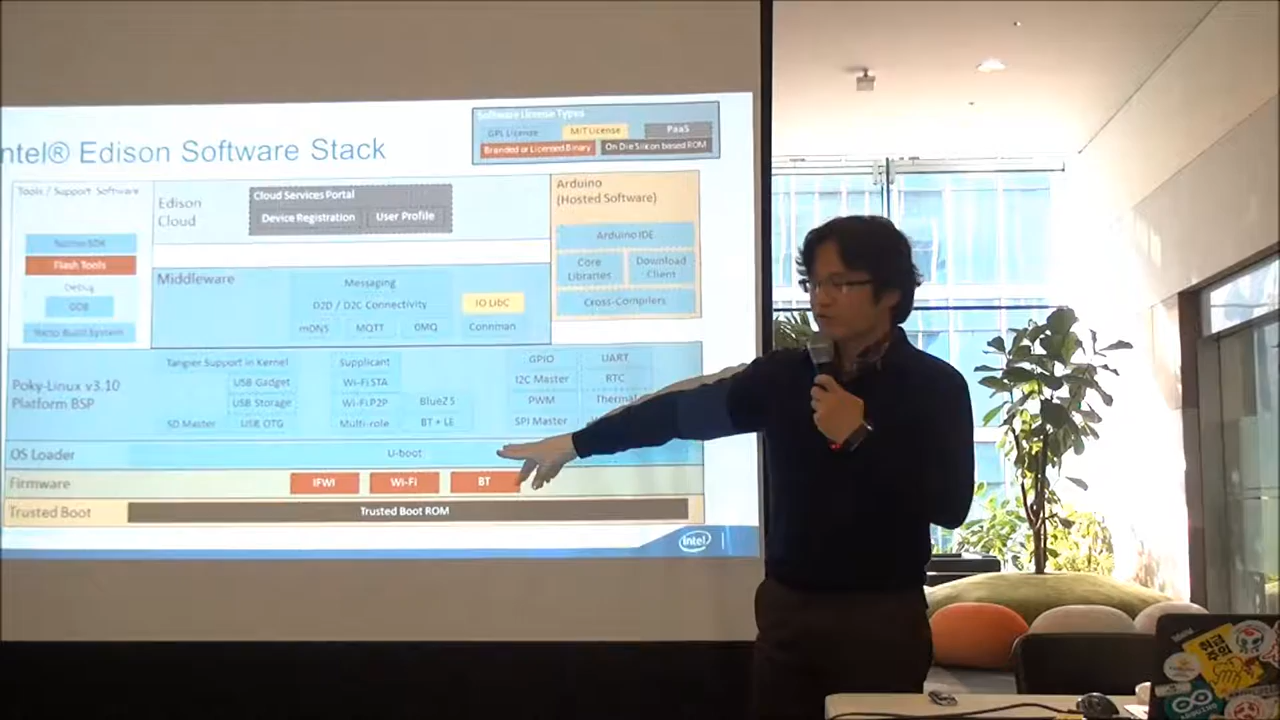 ntel® Edison Software Stack
Software License Types
GPL License
MIT License
PaaS
Branded or Licensed Binary
On Die Silicon based ROM
Tools / Support Software
Flash Tools
Debug
GDB
Yocto Build System
Edison
Cloud
Cloud Services Portal
Device Registration
User Profile
Arduino
(Hosted Software)
Arduino IDE
Core
Libraries
Download
Client
Cross-Compilers
Middleware
Messaging
D2D / D2C Connectivity
mDNS
MQTT
0MQ
IO LibC
Connman
Poky-Linux v3.10
Platform BSP
Tangier Support in Kernel
USB Gadget
USB Storage
SD Master
USB OTG
Supplicant
Wi-Fi STA
Wi-Fi P2P
Multi-role
BlueZ 5
BT + LE
GPIO
UART
I2C Master
RTC
PWM
Thermal
SPI Master
OS Loader
U-boot
Firmware
IFWI
Wi-Fi
BT
Trusted Boot
Trusted Boot ROM
intel
취급
주의